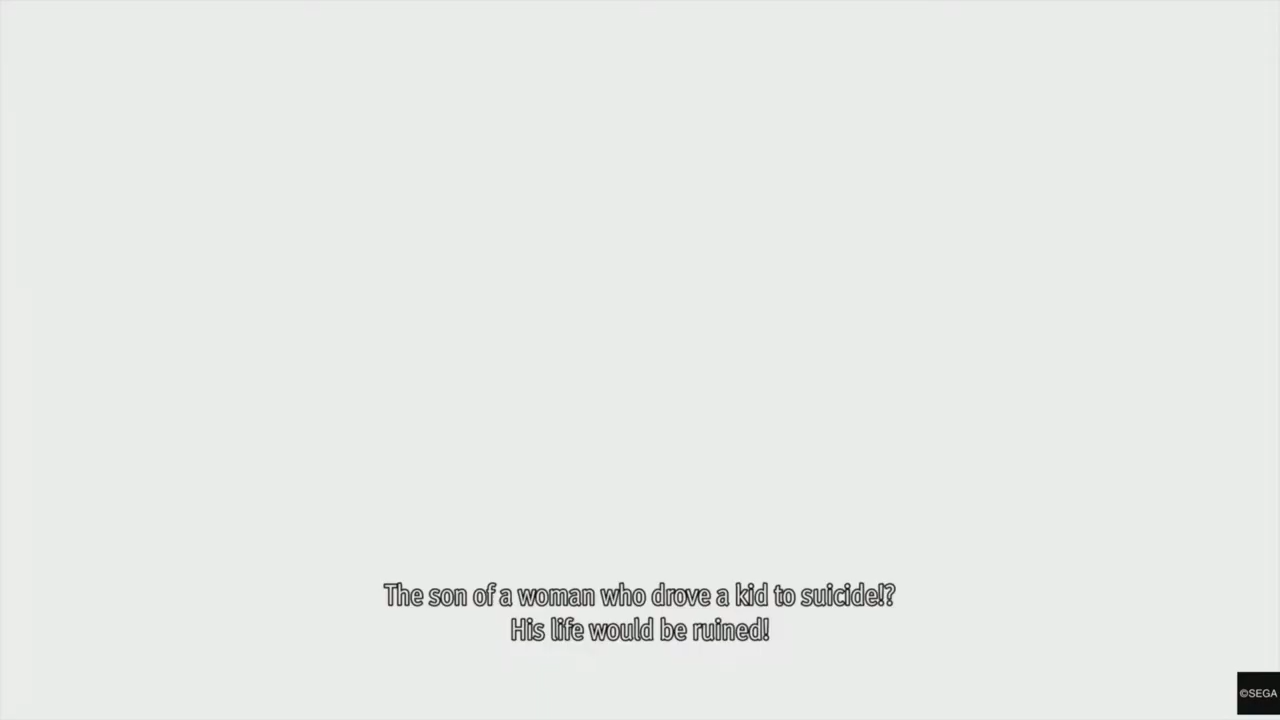 The son of a woman who drove a kid to suicide!?
His life would be ruined!
©SEGA